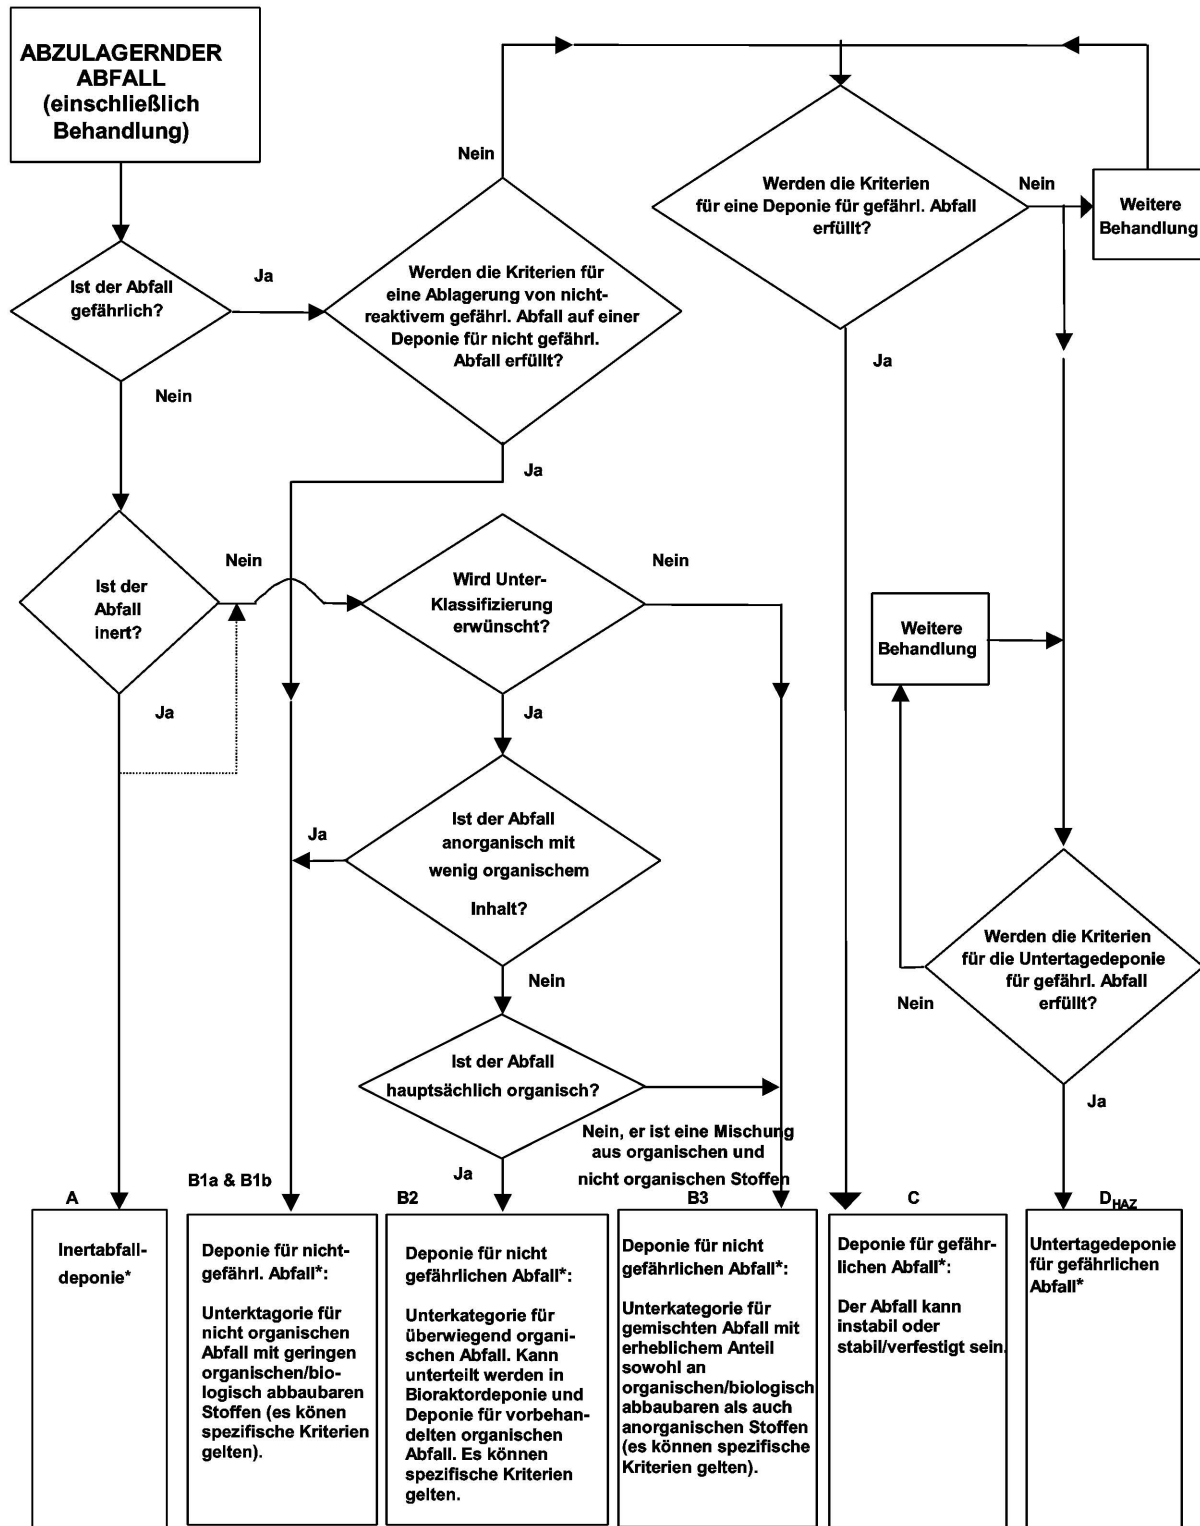 ABZULAGERNDER
ABFALL
(einschließlich
Behandlung)
Nein
Werden die Kriterien
für eine Deponie für gefährl. Abfall
erfüllt?
Nein
Weitere
Behandlung
Ist der Abfall
gefährlich?
Ja
Werden die Kriterien für
eine Ablagerung von nicht-
reaktivem gefährl. Abfall auf einer
Deponie für nicht gefährl.
Abfall erfüllt?
Ja
Nein
Ja
Ist der
Abfall
inert?
Nein
Wird Unter-
Klassifizierung
erwünscht?
Nein
Weitere
Behandlung
Ja
Ja
Ist der Abfall
anorganisch mit
wenig organischem
Inhalt?
Ja
Nein
Werden die Kriterien
für die Untertagedeponie
für gefährl. Abfall
erfüllt?
Nein
Ja
Ist der Abfall
hauptsächlich organisch?
Nein, er ist eine Mischung
aus organischen und
nicht organischen Stoffen
Ja
A
Inertabfall-
deponie*
B1a & B1b
Deponie für nicht-
gefährl. Abfall*:
Unterktagorie für
nicht organischen
Abfall mit geringen
organischen/bio-
logisch abbaubaren
Stoffen (es könen
spezifische Kriterien
gelten).
B2
Deponie für nicht
gefährlichen Abfall*:
Unterkategorie für
überwiegend organi-
schen Abfall. Kann
unterteilt werden in
Bioraktordeponie und
Deponie für vorbehan-
delten organischen
Abfall. Es können
spezifische Kriterien
gelten.
B3
Deponie für nicht
gefährlichen Abfall*:
Unterkategorie für
gemischten Abfall mit
erheblichem Anteil
sowohl an
organischen/biologisch
abbaubaren als auch
anorganischen Stoffen
(es können spezifische
Kriterien gelten).
C
Deponie für gefähr-
lichen Abfall*:
Der Abfall kann
instabil oder
stabil/verfestigt sein.
DHAZ
Untertagedeponie
für gefährlichen
Abfall*